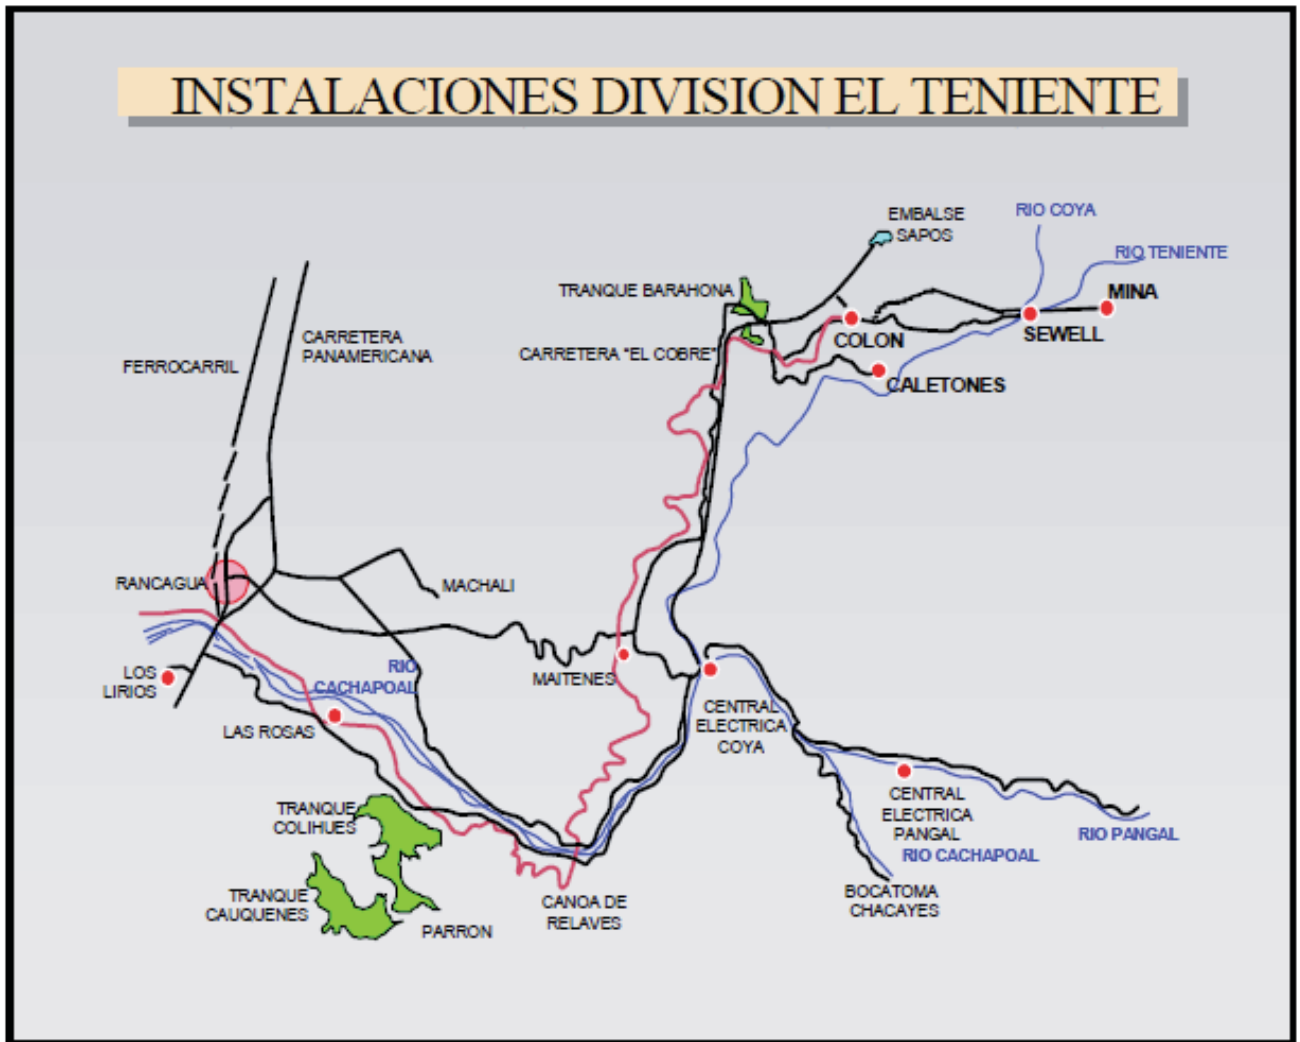 INSTALACIONES DIVISION EL TENIENTE
EMBALSE
SAPOS
RIO COYA
RIO TENIENTE
TRANQUE BARAHONA
MINA
CARRETERA
PANAMERICANA
COLON
SEWELL
FERROCARRIL
CARRETERA "EL COBRE"
CALETONES
RANCAGUA
MACHALI
LOS
LIRIOS
RIO
CACHAPOAL
MAITENES
LAS ROSAS
CENTRAL
ELECTRICA
COYA
TRANQUE
COLIHUES
CENTRAL
ELECTRICA
PANGAL
RIO PANGAL
RIO CACHAPOAL
TRANQUE
CAUQUENES
PARRON
CANOA DE
RELAVES
BOCATOMA
CHACAYES